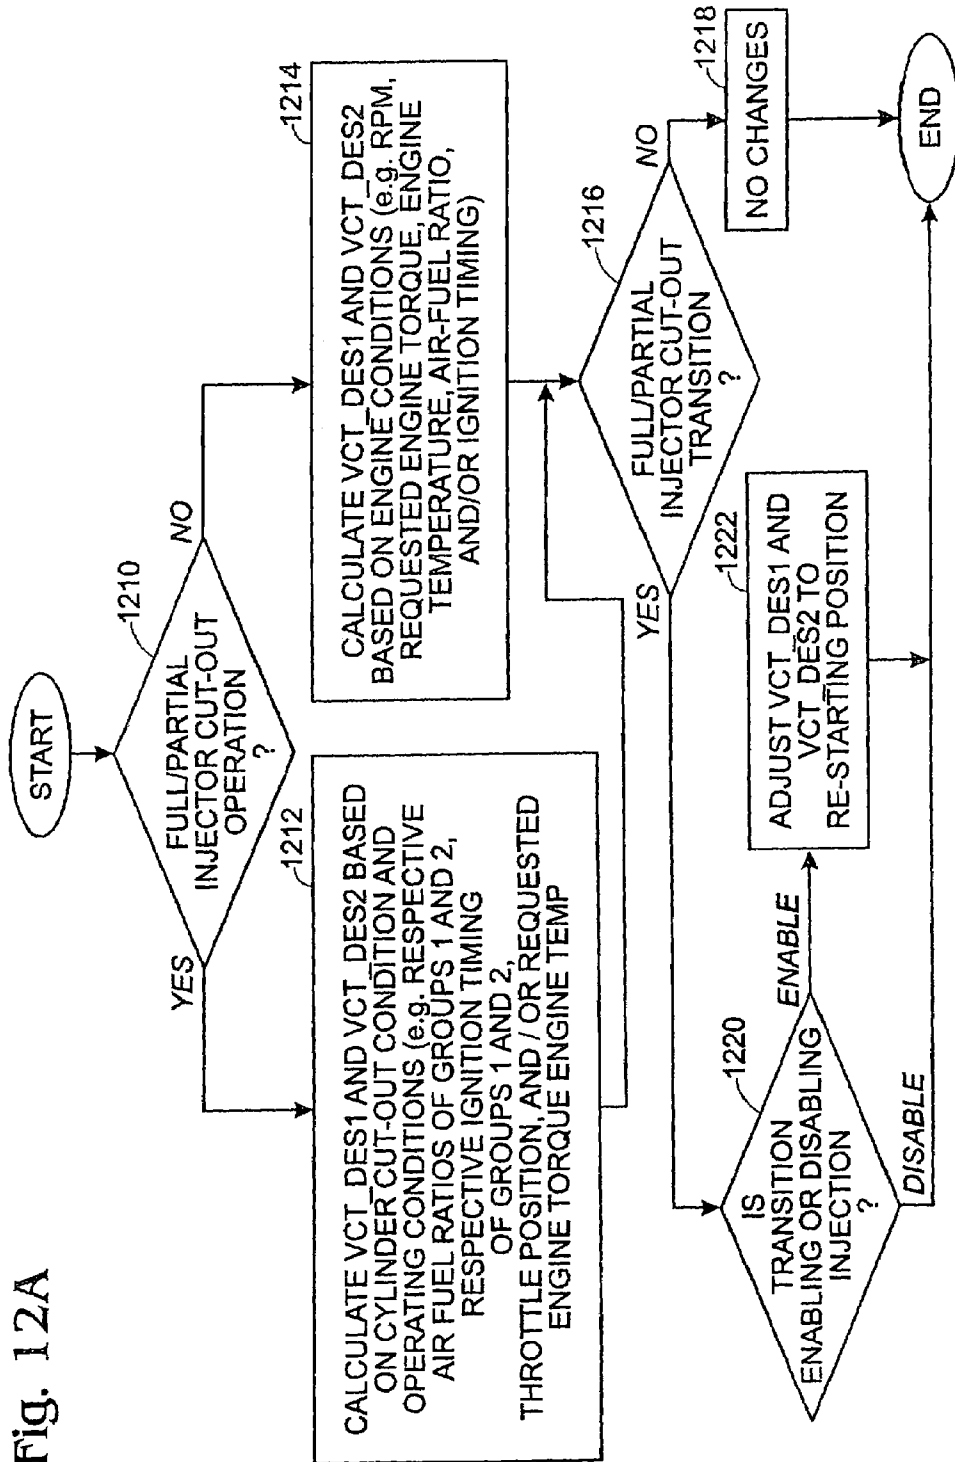 Fig. 12A
START
1210
FULL/PARTIAL
INJECTOR CUT-OUT
OPERATION
?
YES
NO
1212
CALCULATE VCT_DES1 AND VCT_DES2 BASED
ON CYLINDER CUT-OUT CONDITION AND
OPERATING CONDITIONS (e.g. RESPECTIVE
AIR FUEL RATIOS OF GROUPS 1 AND 2,
RESPECTIVE IGNITION TIMING
OF GROUPS 1 AND 2,
THROTTLE POSITION, AND / OR REQUESTED
ENGINE TORQUE ENGINE TEMP
1214
CALCULATE VCT_DES1 AND VCT_DES2
BASED ON ENGINE CONDITIONS (e.g. RPM,
REQUESTED ENGINE TORQUE, ENGINE
TEMPERATURE, AIR-FUEL RATIO,
AND/OR IGNITION TIMING)
1216
FULL/PARTIAL
INJECTOR CUT-OUT
TRANSITION
?
YES
NO
1218
NO CHANGES
1220
IS
TRANSITION
ENABLING OR DISABLING
INJECTION
?
ENABLE
DISABLE
1222
ADJUST VCT_DES1 AND
VCT_DES2 TO
RE-STARTING POSITION
END